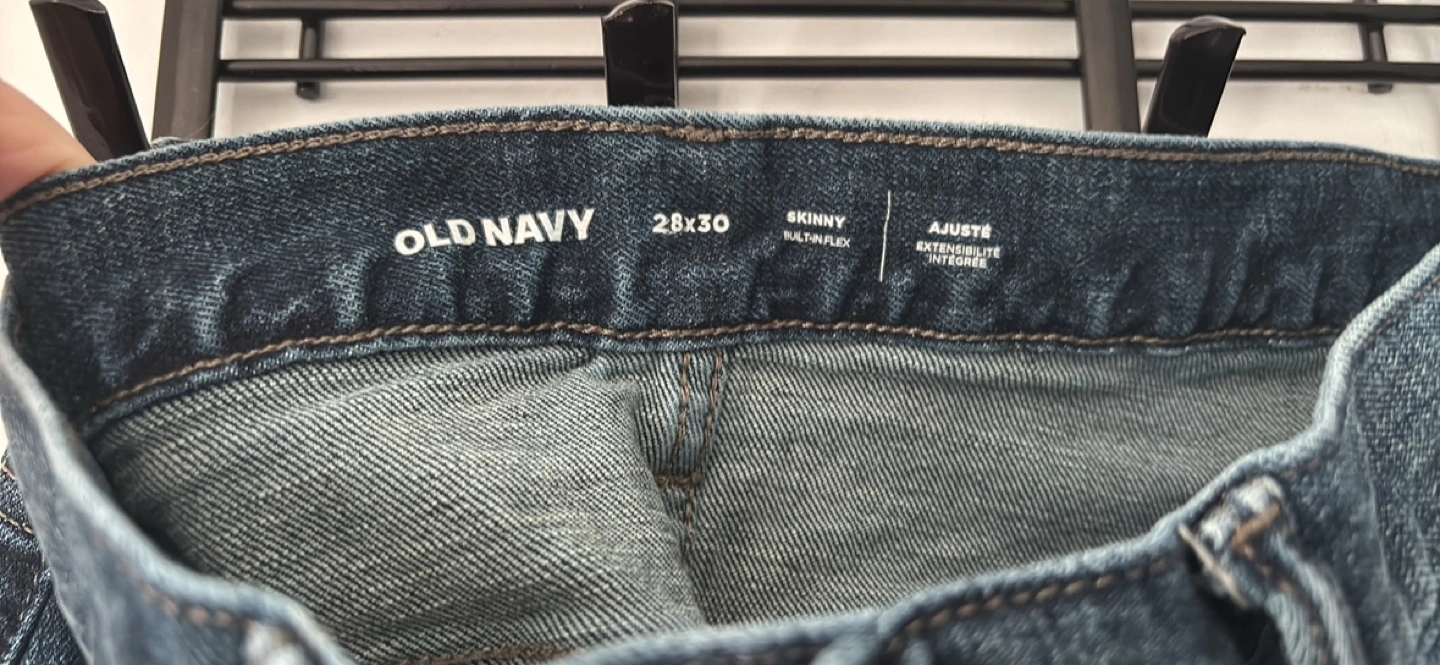 OLD NAVY
28x30
SKINNY
BUILT-IN FLEX
AJUSTÉ
EXTENSIBILITÉ
INTÉGRÉE